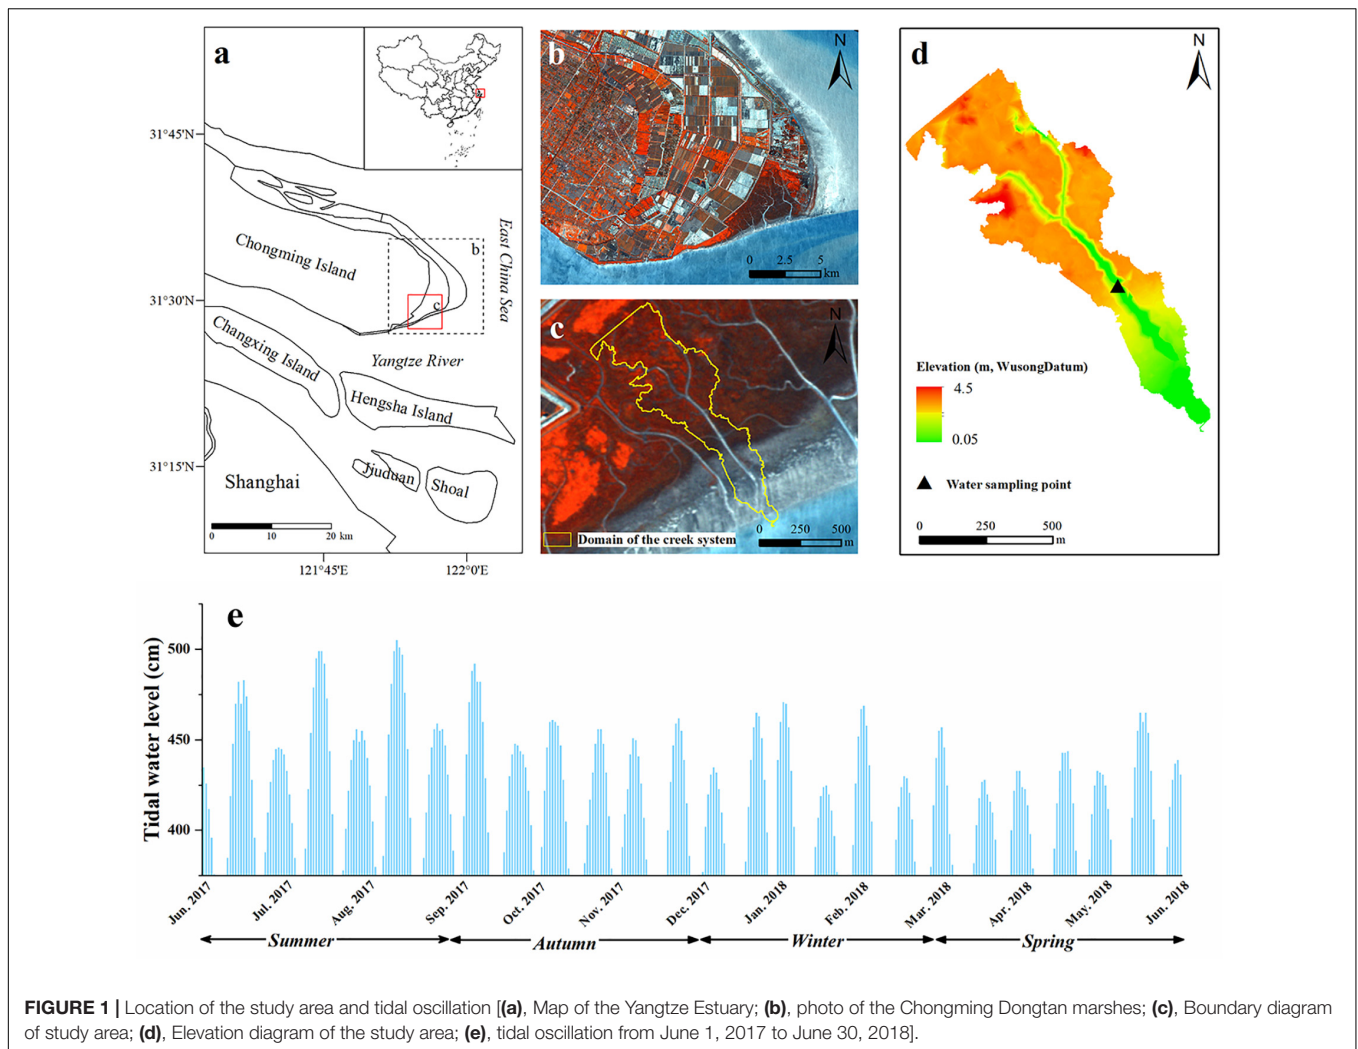 a
31°45'N
31°30'N
31°15'N
121°45'E
122°0'E
Chongming Island
b
c
East China Sea
Changxing Island
Yangtze River
Hengsha Island
Jiuduan
Shoal
Shanghai
0 10 20 km
b
N
0 2.5 5
km
c
N
Domain of the creek system
0 250 500
m
d
N
Elevation (m, WusongDatum)
4.5
0.05
Water sampling point
0 250 500
m
e
Tidal water level (cm)
500
450
400
Jun. 2017
Jul. 2017
Aug. 2017
Sep. 2017
Oct. 2017
Nov. 2017
Dec. 2017
Jan. 2018
Feb. 2018
Mar. 2018
Apr. 2018
May. 2018
Jun. 2018
Summer
Autumn
Winter
Spring
FIGURE 1 | Location of the study area and tidal oscillation [(a), Map of the Yangtze Estuary; (b), photo of the Chongming Dongtan marshes; (c), Boundary diagram
of study area; (d), Elevation diagram of the study area; (e), tidal oscillation from June 1, 2017 to June 30, 2018].